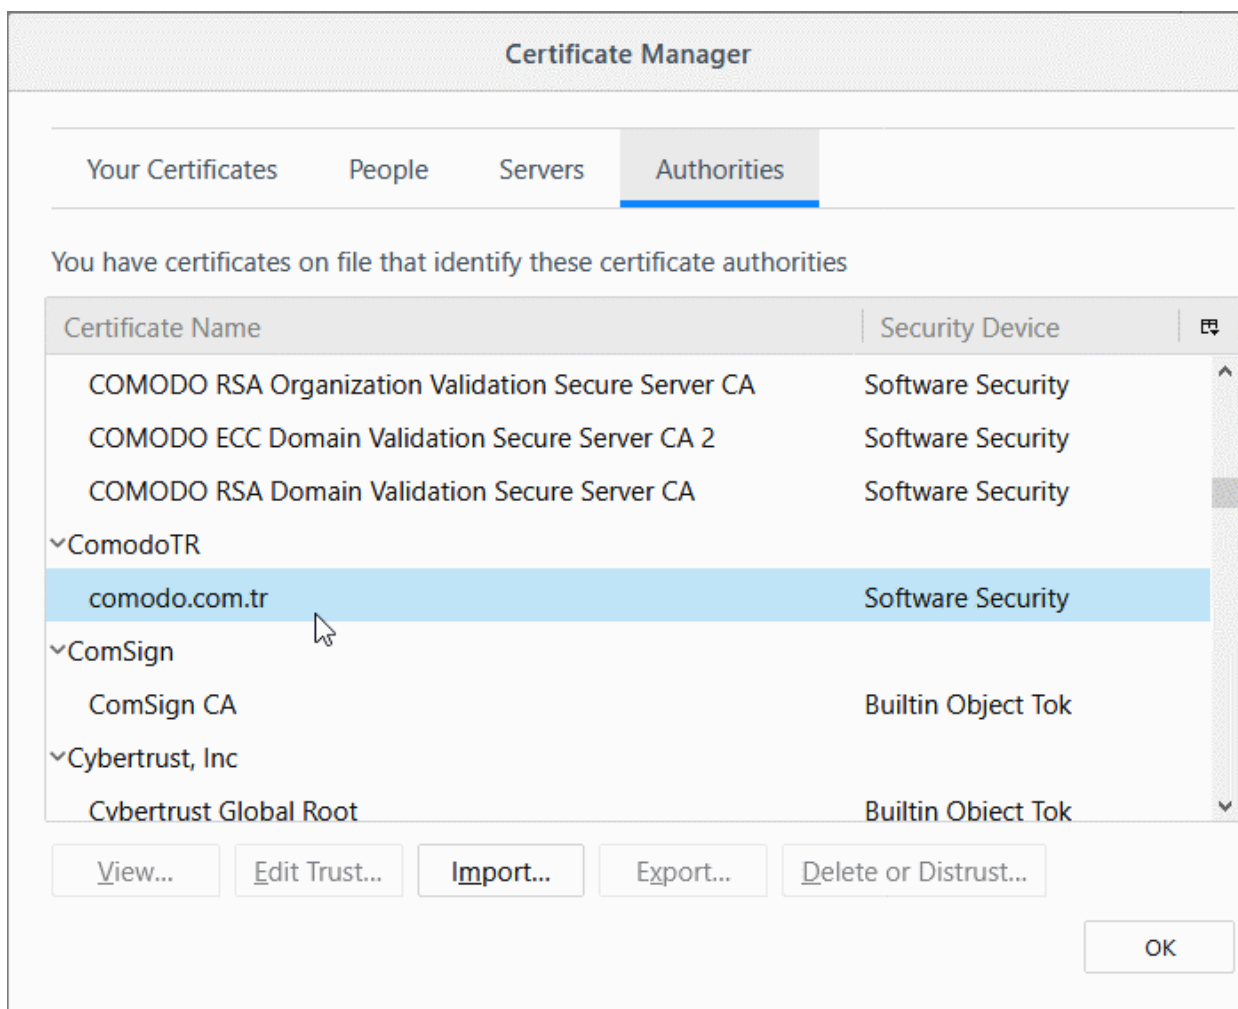 Certificate Manager
Your Certificates People Servers Authorities
You have certificates on file that identify these certificate authorities
Certificate Name Security Device
COMODO RSA Organization Validation Secure Server CA Software Security
COMODO ECC Domain Validation Secure Server CA 2 Software Security
COMODO RSA Domain Validation Secure Server CA Software Security
ComodoTR
comodo.com.tr Software Security
ComSign
ComSign CA Builtin Object Tok
Cybertrust, Inc
Cybertrust Global Root Builtin Object Tok
View... Edit Trust... Import... Export... Delete or Distrust...
OK